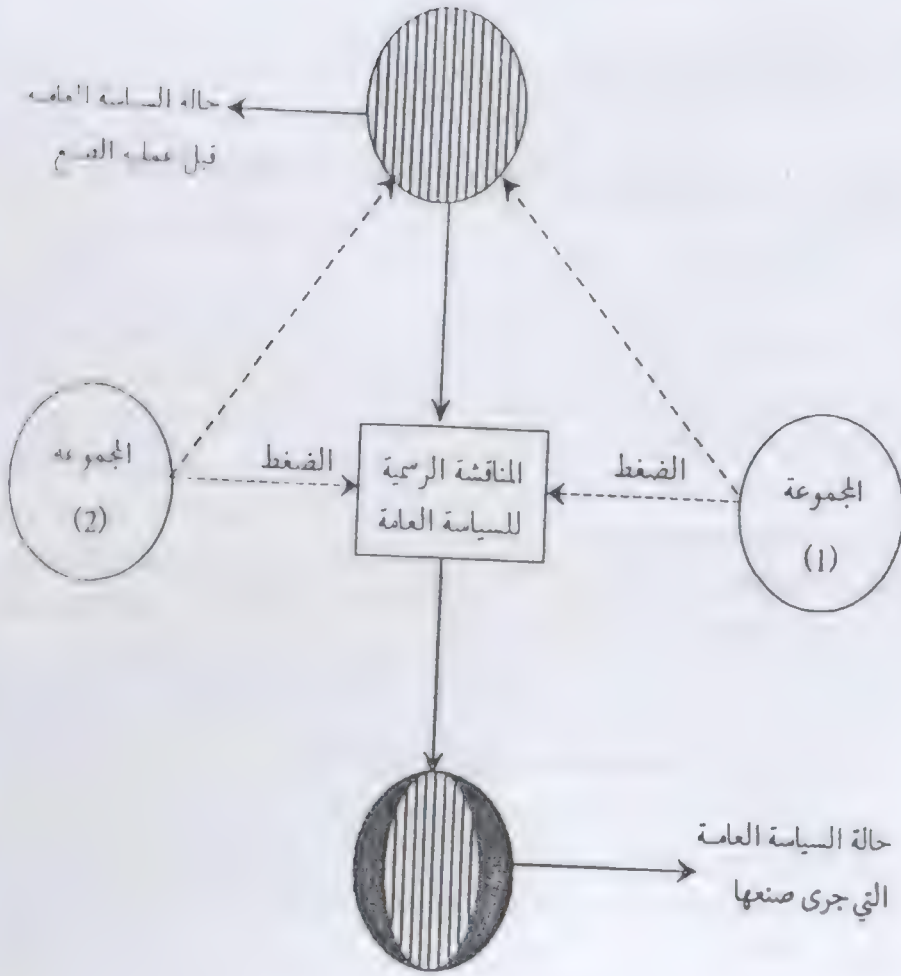 حالة السياسة العامة
قبل عملية الصنع
المجموعة
(2)
الضغط
المناقشة الرسمية
للسياسة العامة
الضغط
المجموعة
(1)
حالة السياسة العامة
التي جرى صنعها